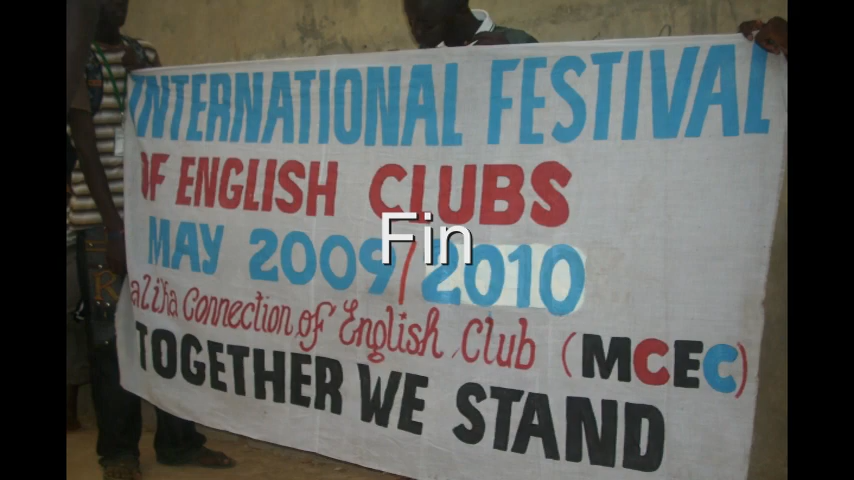 INTERNATIONAL FESTIVAL
OF ENGLISH CLUBS
MAY 2009/2010
Connection of English Club (MCEC)
TOGETHER WE STAND
Fin